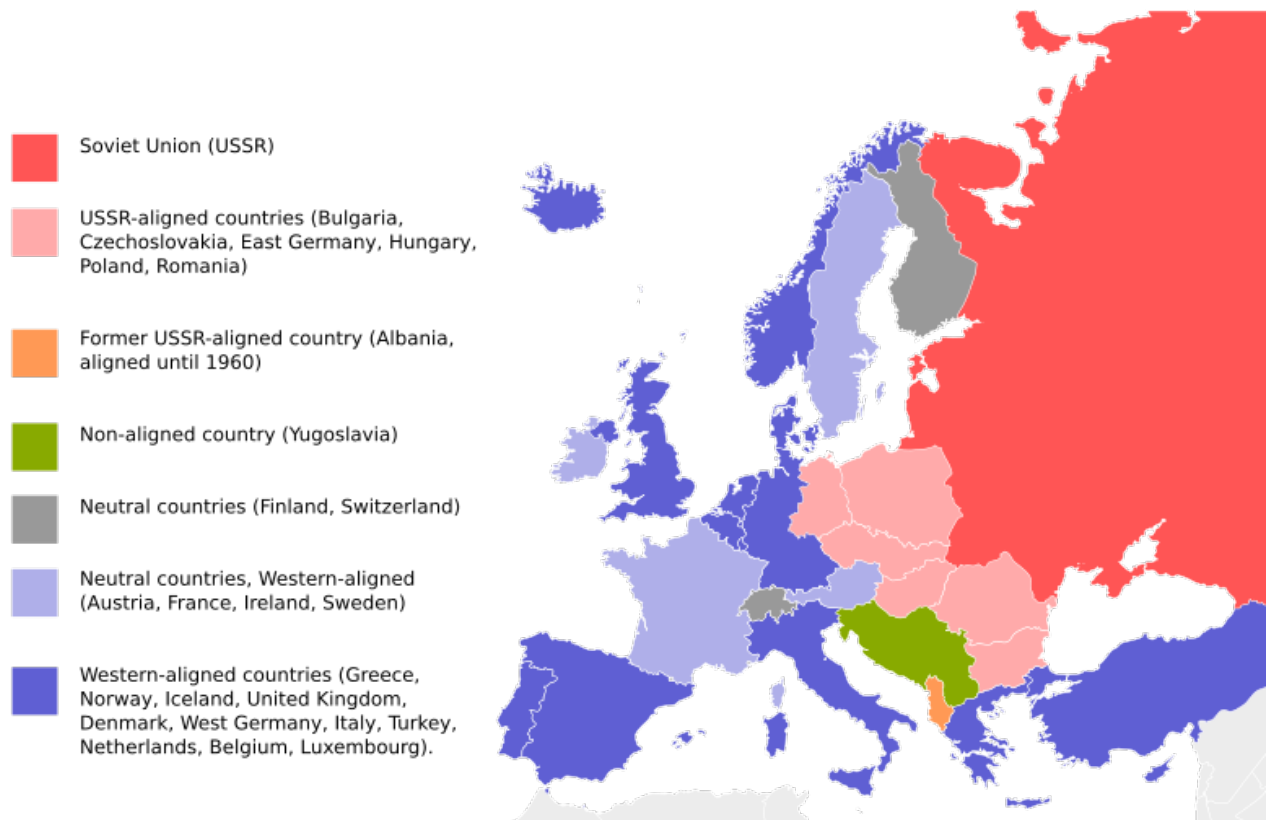 Soviet Union (USSR)
USSR-aligned countries (Bulgaria,
Czechoslovakia, East Germany, Hungary,
Poland, Romania)
Former USSR-aligned country (Albania,
aligned until 1960)
Non-aligned country (Yugoslavia)
Neutral countries (Finland, Switzerland)
Neutral countries, Western-aligned
(Austria, France, Ireland, Sweden)
Western-aligned countries (Greece,
Norway, Iceland, United Kingdom,
Denmark, West Germany, Italy, Turkey,
Netherlands, Belgium, Luxembourg).